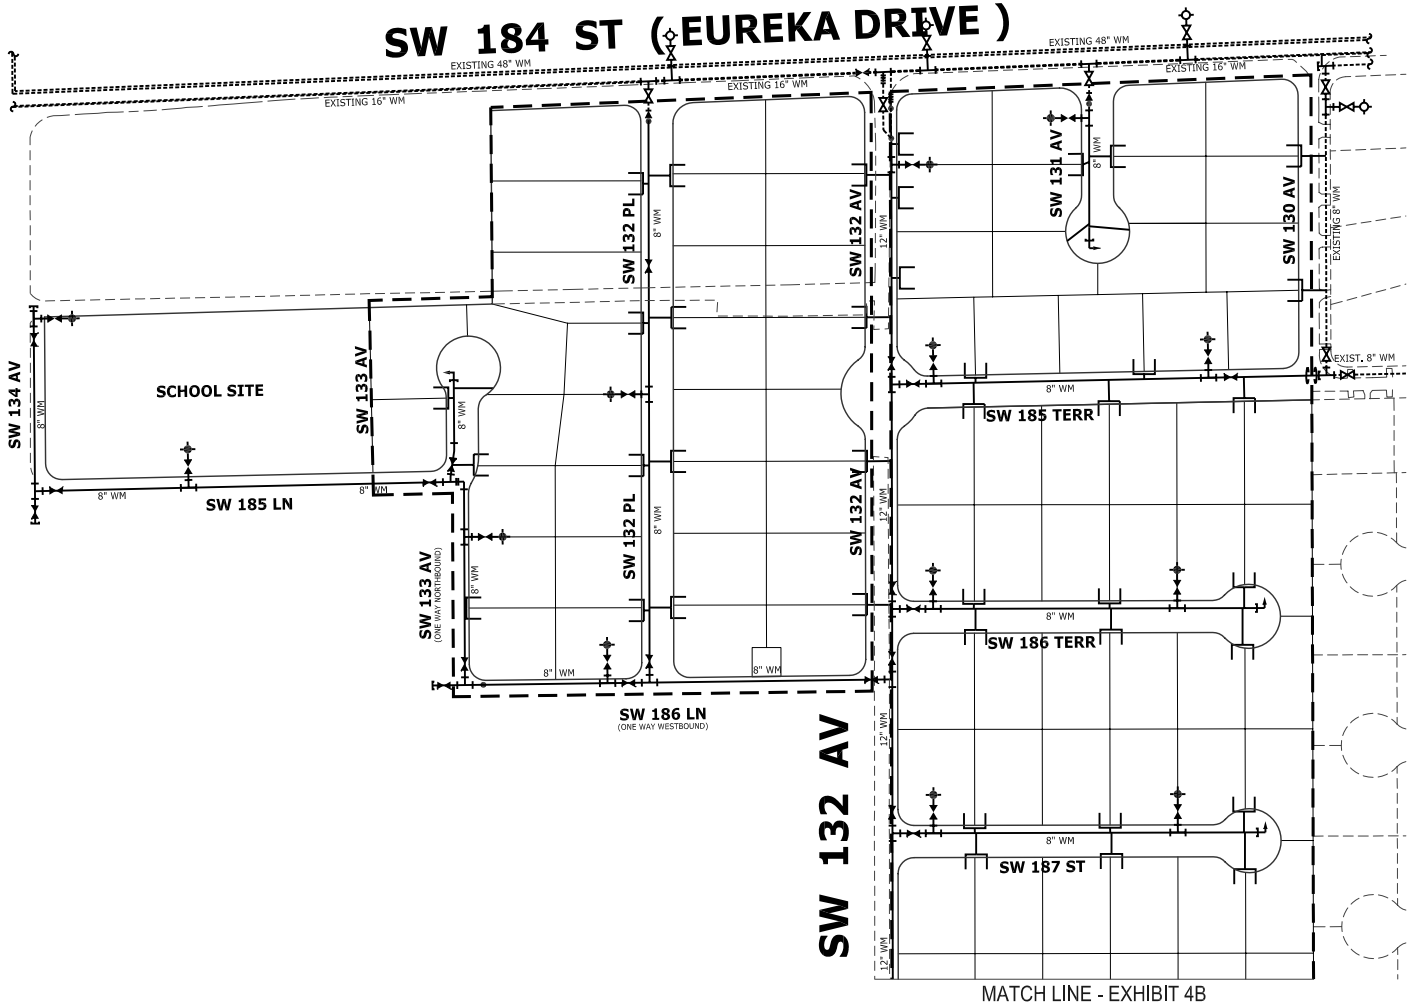 SW 184 ST ( EUREKA DRIVE )
EXISTING 48" WM
EXISTING 48" WM
EXISTING 16" WM
EXISTING 16" WM
EXISTING 16" WM
SW 132 PL
8" WM
SW 132 AV
12" WM
SW 131 AV
8" WM
SW 130 AV
EXISTING 8" WM
SW 134 AV
8" WM
SCHOOL SITE
SW 133 AV
8" WM
EXIST. 8" WM
8" WM
SW 185 TERR
8" WM
SW 185 LN
8" WM
SW 132 PL
8" WM
SW 132 AV
12" WM
SW 133 AV
(ONE WAY NORTHBOUND)
8" WM
8" WM
SW 186 TERR
8" WM
8" WM
SW 186 LN
(ONE WAY WESTBOUND)
12" WM
SW 132 AV
8" WM
SW 187 ST
12" WM
MATCH LINE - EXHIBIT 4B